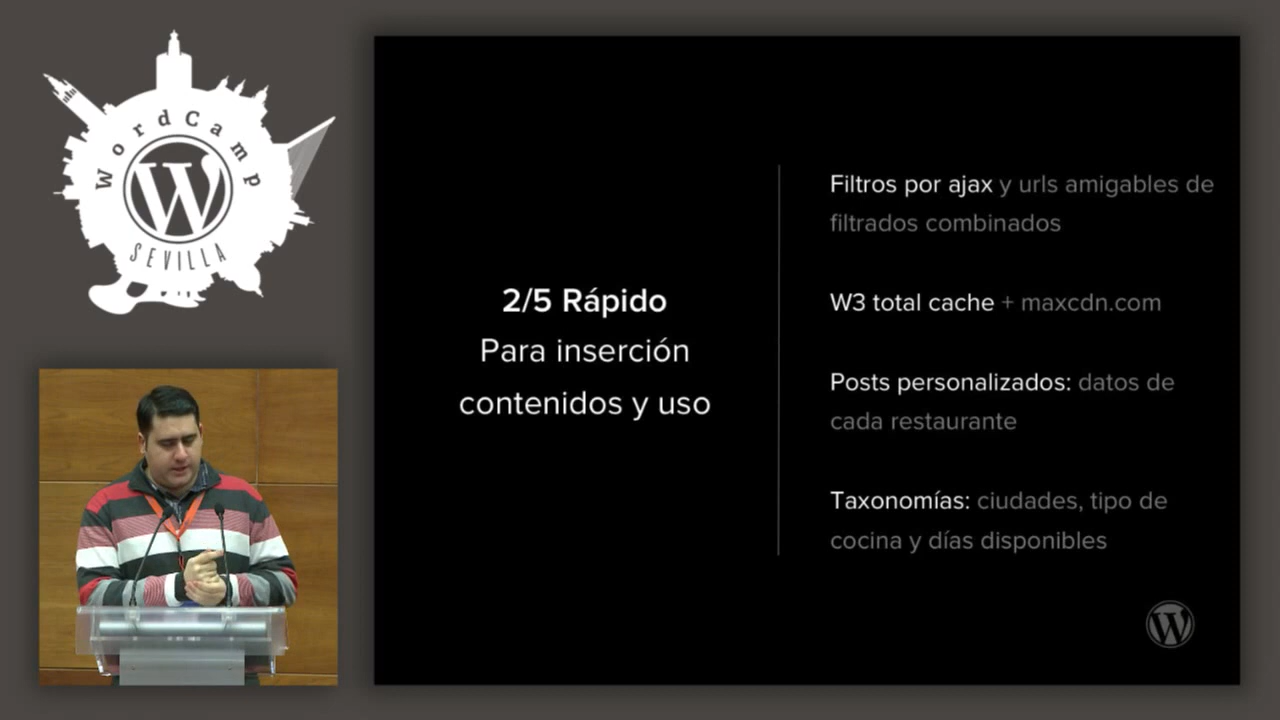 WordCamp
SEVILLA
2/5 Rápido
Para inserción
contenidos y uso
Filtros por ajax y urls amigables de
filtrados combinados
W3 total cache + maxcdn.com
Posts personalizados: datos de
cada restaurante
Taxonomías: ciudades, tipo de
cocina y días disponibles